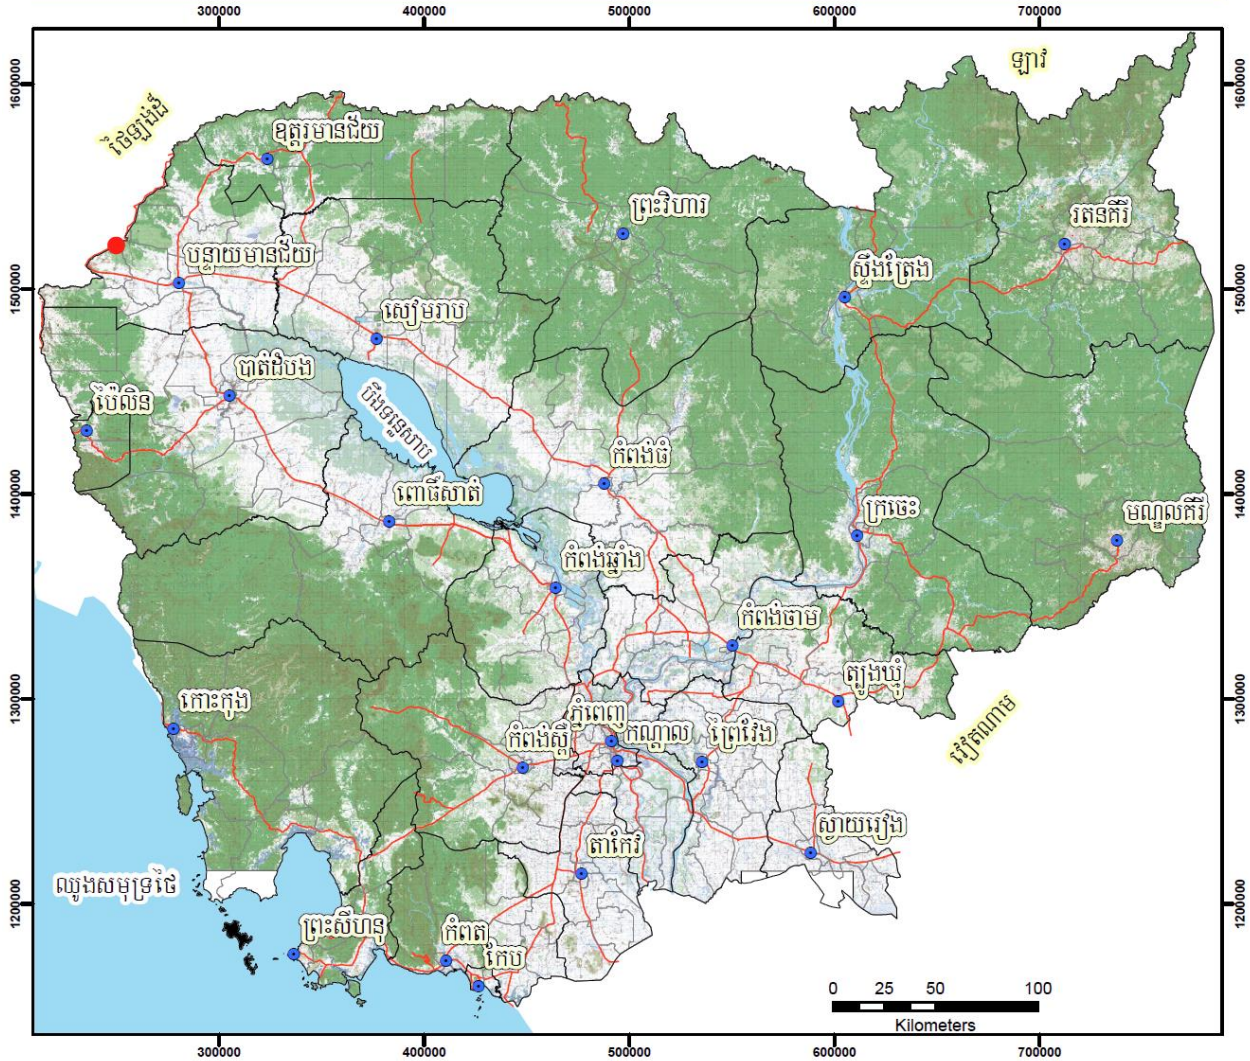 300000 400000 500000 600000 700000
ឡាវ
1600000 1600000
ថៃឡង់ដ៍
ឧត្តរមានជ័យ
ព្រះវិហារ
រតនគីរី
បន្ទាយមានជ័យ
ស្ទឹងត្រែង
1500000 1500000
សៀមរាប
បាត់ដំបង
ប៉ៃលិន
បឹងទន្លេសាប
កំពង់ធំ
ពោធិ៍សាត់
1400000 1400000
ក្រចេះ
មណ្ឌលគីរី
កំពង់ឆ្នាំង
កំពង់ចាម
ត្បូងឃ្មុំ
1300000 1300000
កោះកុង
ភ្នំពេញ
កណ្តាល
ព្រៃវែង
កំពង់ស្ពឺ
វៀតណាម
ស្វាយរៀង
តាកែវ
ឈូងសមុទ្រថៃ
1200000 1200000
ព្រះសីហនុ
កំពត
កែប
0 25 50 100
Kilometers
300000 400000 500000 600000 700000